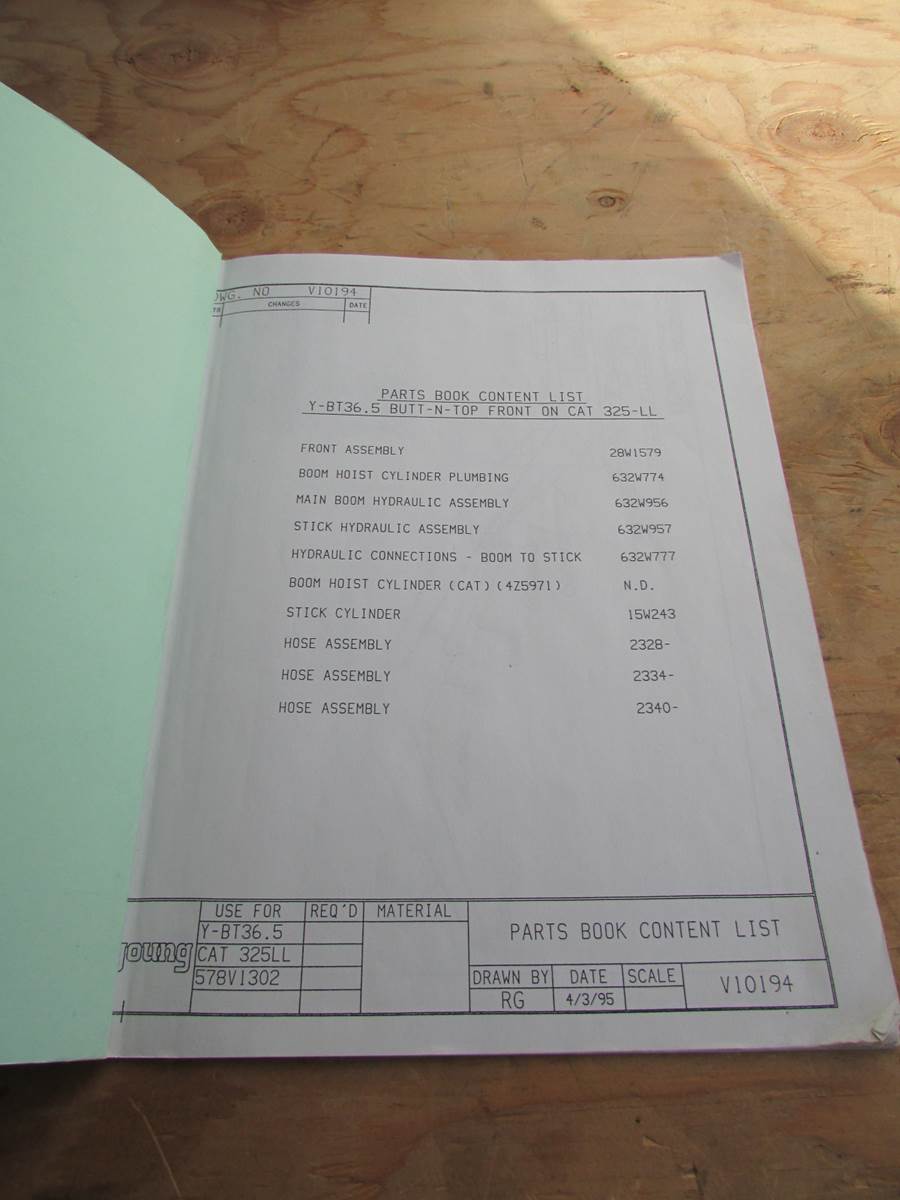 DWG. NO V10194
CHANGES DATE
PARTS BOOK CONTENT LIST
Y-BT36.5 BUTT-N-TOP FRONT ON CAT 325-LL
FRONT ASSEMBLY 28W1579
BOOM HOIST CYLINDER PLUMBING 632W774
MAIN BOOM HYDRAULIC ASSEMBLY 632W956
STICK HYDRAULIC ASSEMBLY 632W957
HYDRAULIC CONNECTIONS - BOOM TO STICK 632W777
BOOM HOIST CYLINDER (CAT) (4Z5971) N.D.
STICK CYLINDER 15W243
HOSE ASSEMBLY 2328-
HOSE ASSEMBLY 2334-
HOSE ASSEMBLY 2340-
young
USE FOR REQ'D MATERIAL
Y-BT36.5
CAT 325LL
578V1302
PARTS BOOK CONTENT LIST
DRAWN BY DATE SCALE
RG 4/3/95
V10194